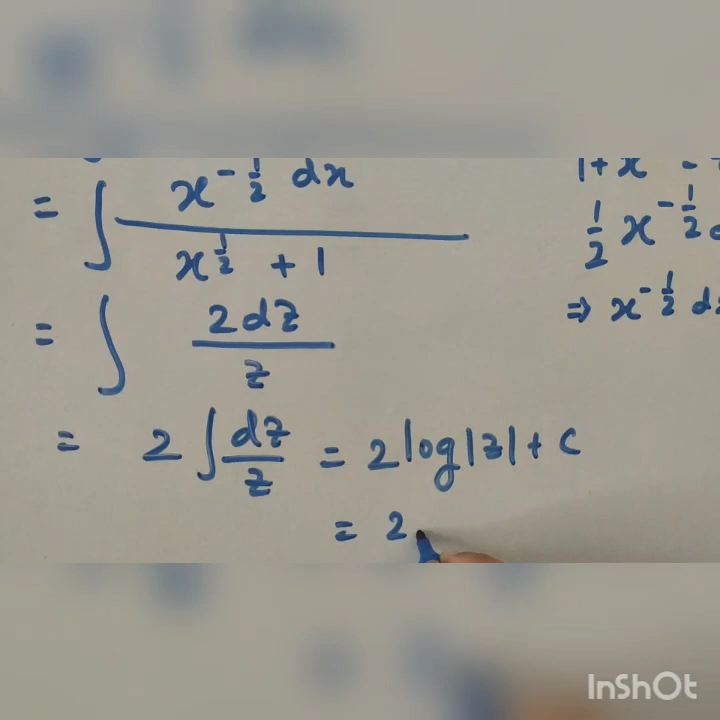 = ∫ x^{-1/2} dx / (x^{1/2} + 1)
= ∫ 2dz / z
= 2 ∫ dz/z = 2 log|z| + c
= 2
1 + x
1/2 x^{-1/2}
⇒ x^{-1/2} dx
InShOt